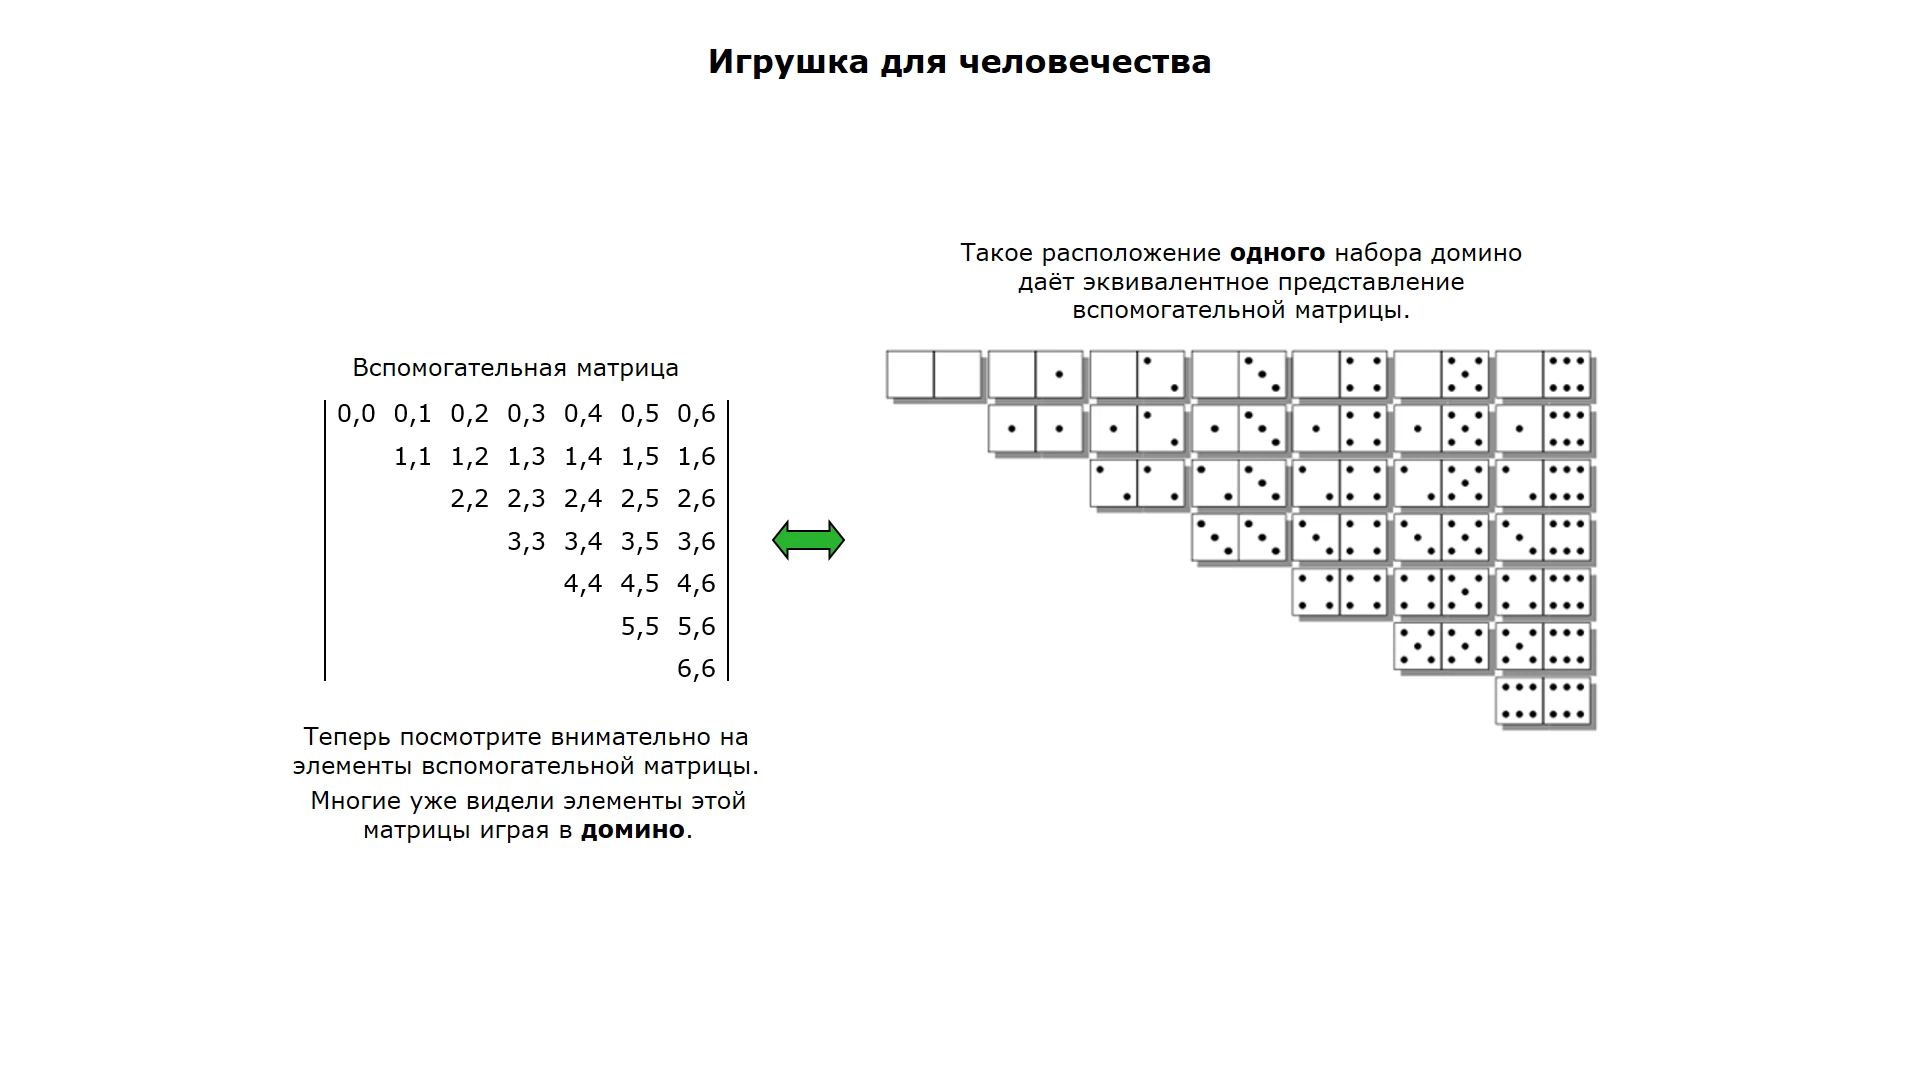 Игрушка для человечества
Такое расположение одного набора домино
даёт эквивалентное представление
вспомогательной матрицы.
Вспомогательная матрица
0,0 0,1 0,2 0,3 0,4 0,5 0,6
1,1 1,2 1,3 1,4 1,5 1,6
2,2 2,3 2,4 2,5 2,6
3,3 3,4 3,5 3,6
4,4 4,5 4,6
5,5 5,6
6,6
Теперь посмотрите внимательно на
элементы вспомогательной матрицы.
Многие уже видели элементы этой
матрицы играя в домино.